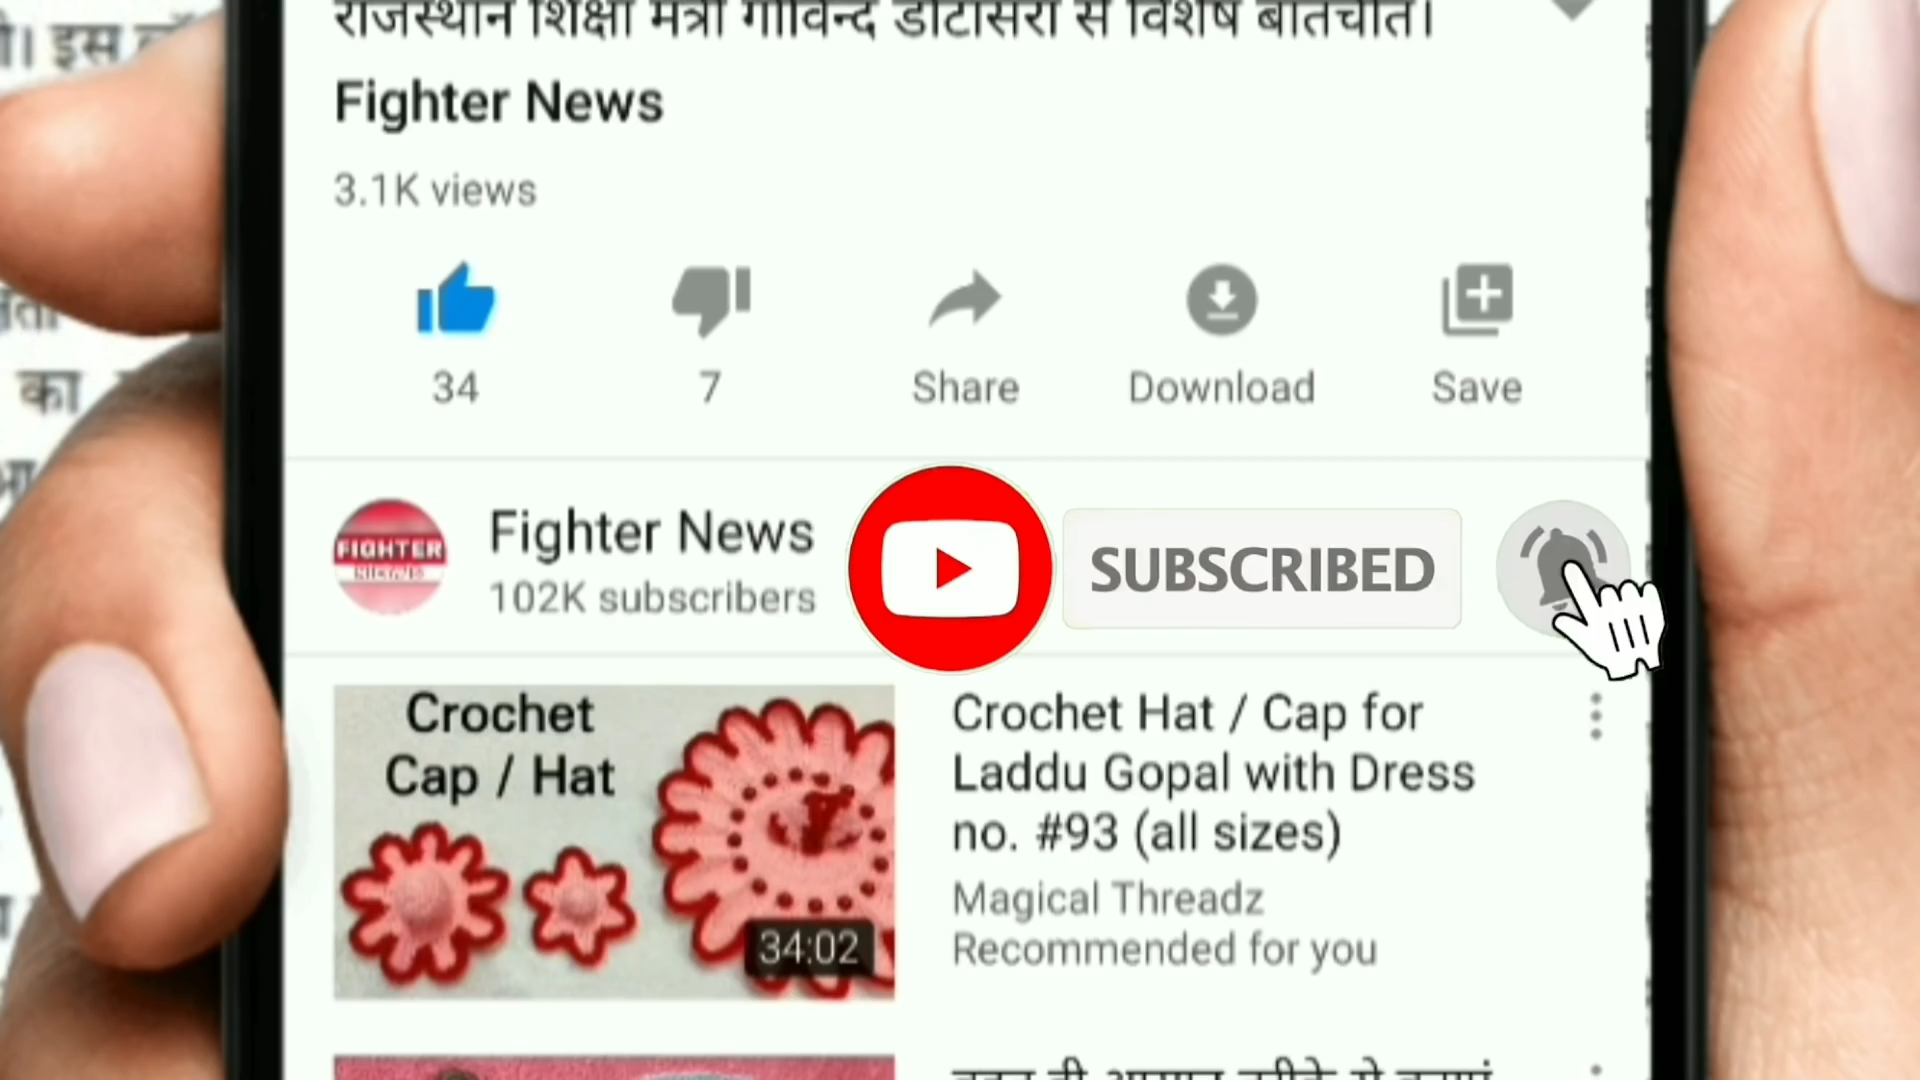 राजस्थान शिक्षा मंत्री गोविन्द डोटासरा से विशेष बातचीत।
Fighter News
3.1K views
34
7
Share
Download
Save
FIGHTER
Fighter News
102K subscribers
SUBSCRIBED
Crochet
Cap / Hat
34:02
Crochet Hat / Cap for
Laddu Gopal with Dress
no. #93 (all sizes)
Magical Threadz
Recommended for you
। इस
का